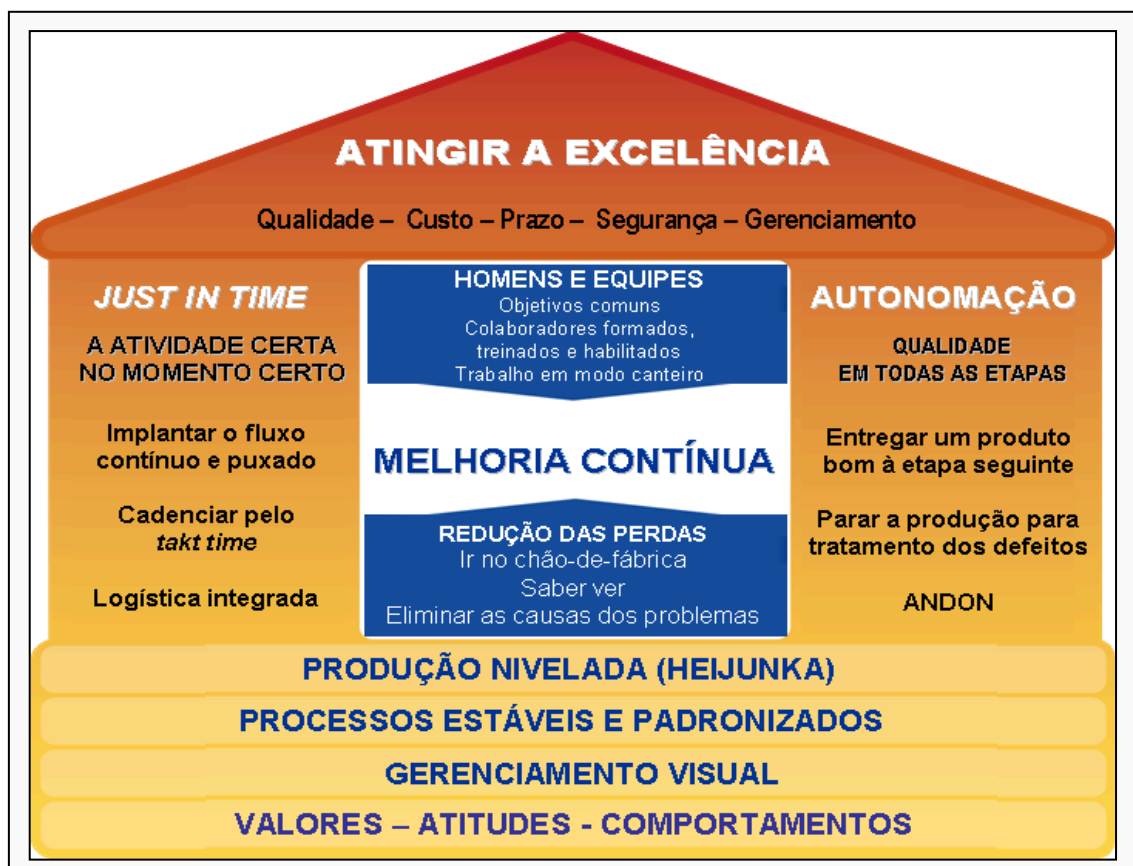 ATINGIR A EXCELÊNCIA
Qualidade – Custo – Prazo – Segurança – Gerenciamento
JUST IN TIME
A ATIVIDADE CERTA
NO MOMENTO CERTO
Implantar o fluxo
contínuo e puxado
Cadenciar pelo
takt time
Logística integrada
HOMENS E EQUIPES
Objetivos comuns
Colaboradores formados,
treinados e habilitados
Trabalho em modo canteiro
MELHORIA CONTÍNUA
REDUÇÃO DAS PERDAS
Ir no chão-de-fábrica
Saber ver
Eliminar as causas dos problemas
AUTONOMAÇÃO
QUALIDADE
EM TODAS AS ETAPAS
Entregar um produto
bom à etapa seguinte
Parar a produção para
tratamento dos defeitos
ANDON
PRODUÇÃO NIVELADA (HEIJUNKA)
PROCESSOS ESTÁVEIS E PADRONIZADOS
GERENCIAMENTO VISUAL
VALORES – ATITUDES - COMPORTAMENTOS